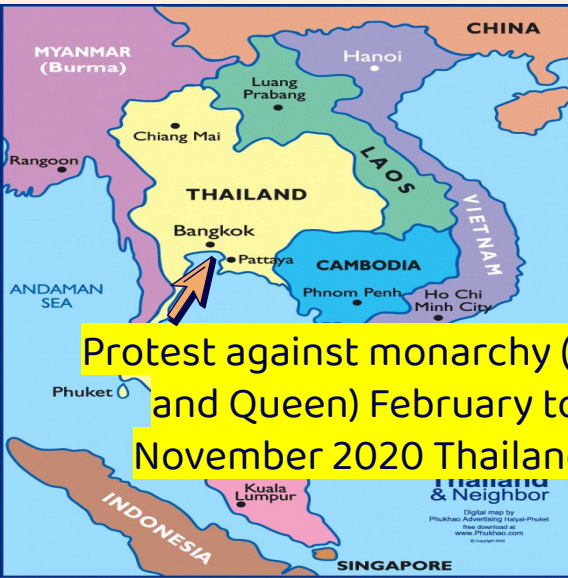 CHINA
MYANMAR
(Burma)
Hanoi
Luang
Prabang
Chiang Mai
Rangoon
LAOS
THAILAND
VIETNAM
Bangkok
Pattaya
CAMBODIA
ANDAMAN
SEA
Phnom Penh
Ho Chi
Minh City
Protest against monarchy (
and Queen) February to
November 2020 Thailan
Phuket
Thailand
& Neighbor
Kuala
Lumpur
Digital map by
Phukhao Advertising Hatyai-Phuket
free download at
www.Phukhao.com
© Copyright 2002
INDONESIA
SINGAPORE